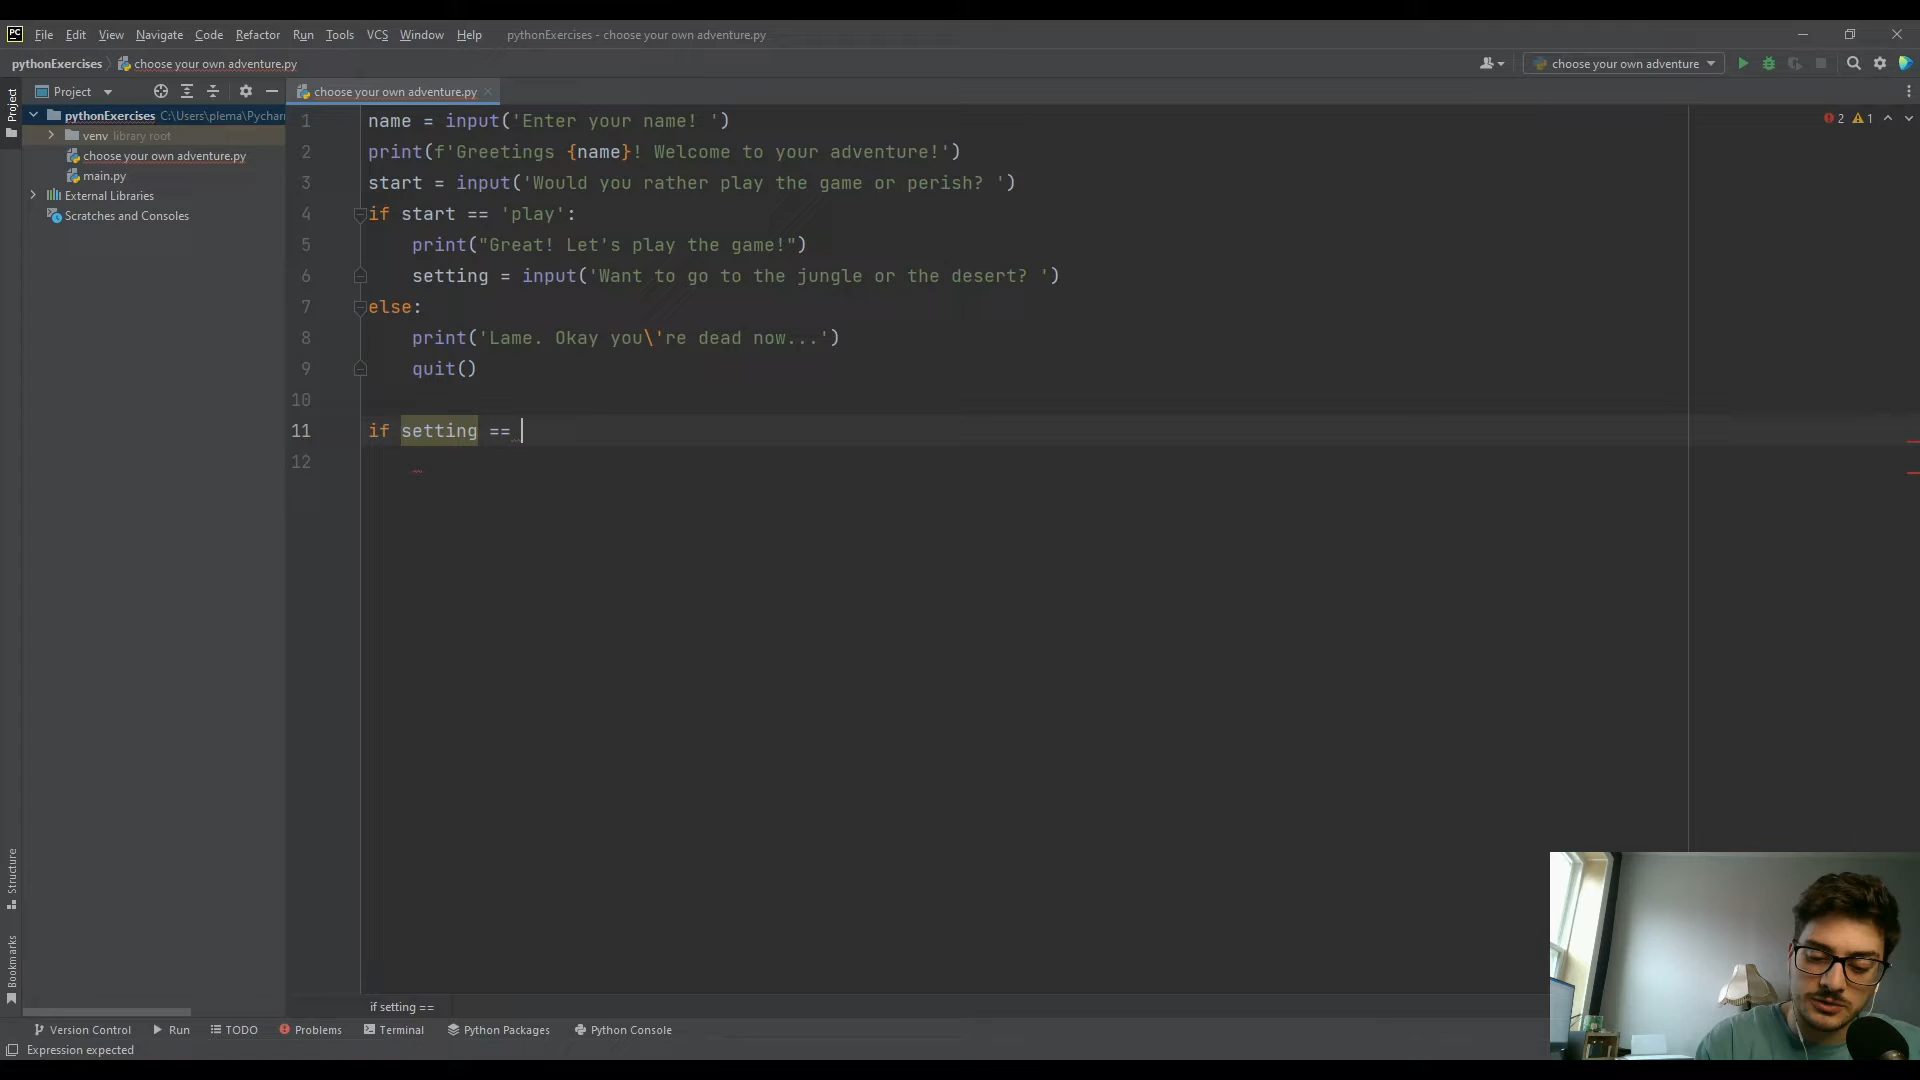 PC File Edit View Navigate Code Refactor Run Tools VCS Window Help pythonExercises - choose your own adventure.py
pythonExercises choose your own adventure.py choose your own adventure
Project Project choose your own adventure.py
pythonExercises C:\Users\plema\Pychar
venv library root
choose your own adventure.py
main.py
External Libraries
Scratches and Consoles
1 name = input('Enter your name! ') 2 1
2 print(f'Greetings {name}! Welcome to your adventure!')
3 start = input('Would you rather play the game or perish? ')
4 if start == 'play':
5 print("Great! Let's play the game!")
6 setting = input('Want to go to the jungle or the desert? ')
7 else:
8 print('Lame. Okay you\'re dead now...')
9 quit()
10
11 if setting ==
12
Structure
Bookmarks
if setting ==
Version Control Run TODO Problems Terminal Python Packages Python Console
Expression expected